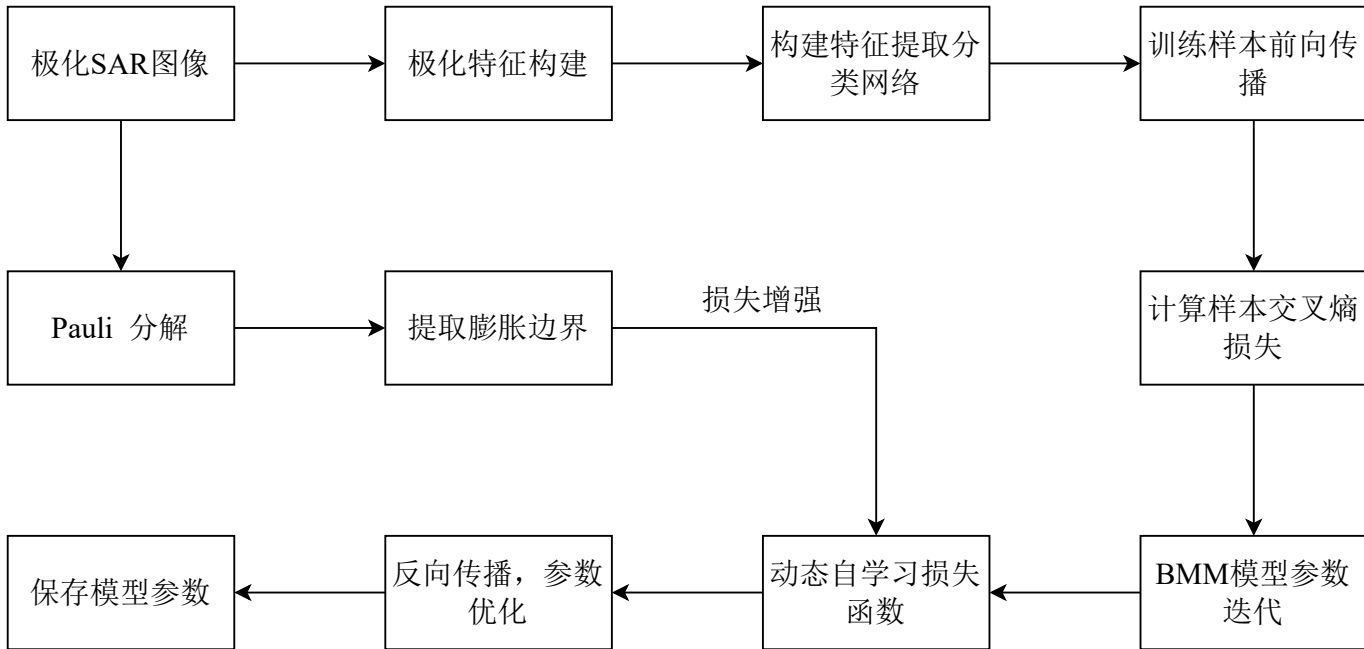 极化SAR图像
极化特征构建
构建特征提取分
类网络
训练样本前向传
播
Pauli 分解
提取膨胀边界
损失增强
计算样本交叉熵
损失
保存模型参数
反向传播，参数
优化
动态自学习损失
函数
BMM模型参数
迭代